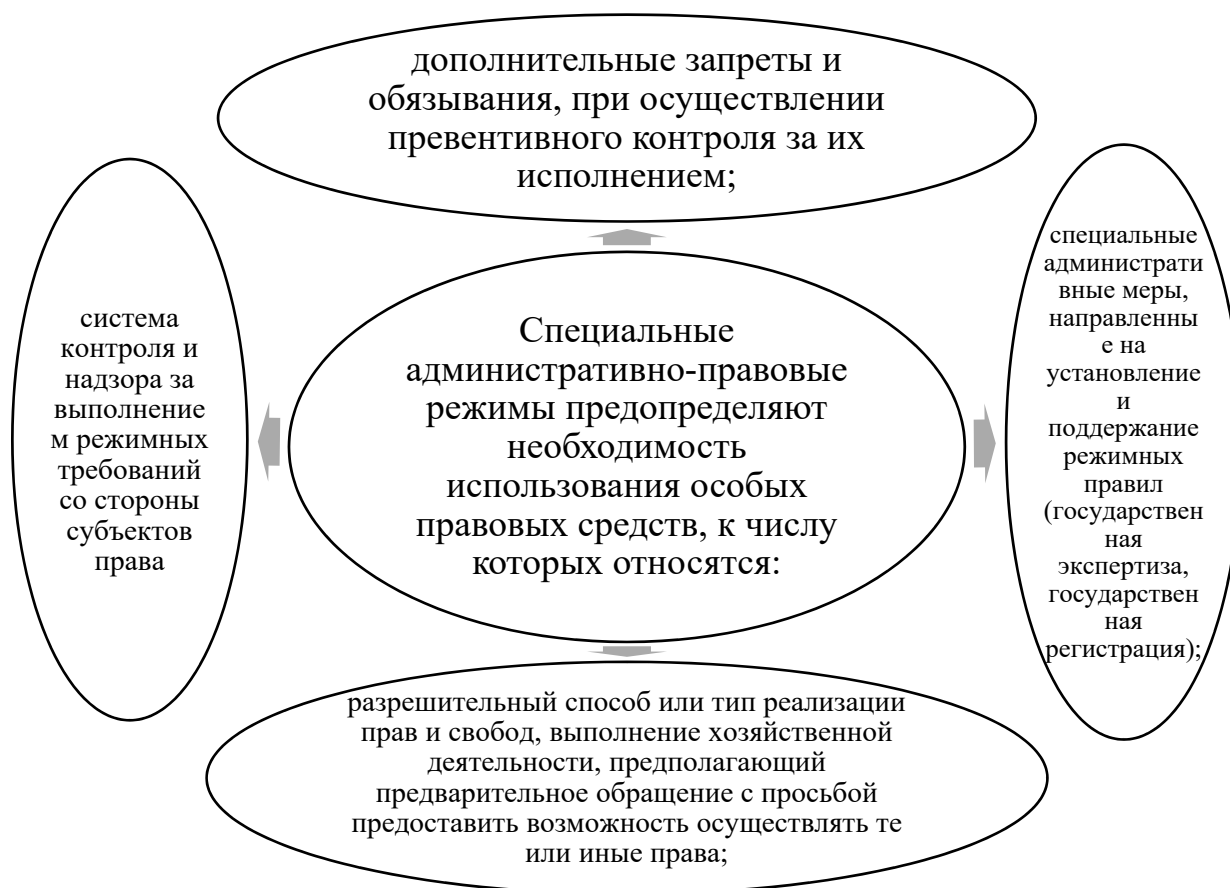 дополнительные запреты и
обязывания, при осуществлении
превентивного контроля за их
исполнением;
специальные
администрати
вные меры,
направленны
е на
установление
и
поддержание
режимных
правил
(государствен
ная
экспертиза,
государствен
ная
регистрация);
Специальные
административно-правовые
режимы предопределяют
необходимость
использования особых
правовых средств, к числу
которых относятся:
система
контроля и
надзора за
выполнение
м режимных
требований
со стороны
субъектов
права
разрешительный способ или тип реализации
прав и свобод, выполнение хозяйственной
деятельности, предполагающий
предварительное обращение с просьбой
предоставить возможность осуществлять те
или иные права;